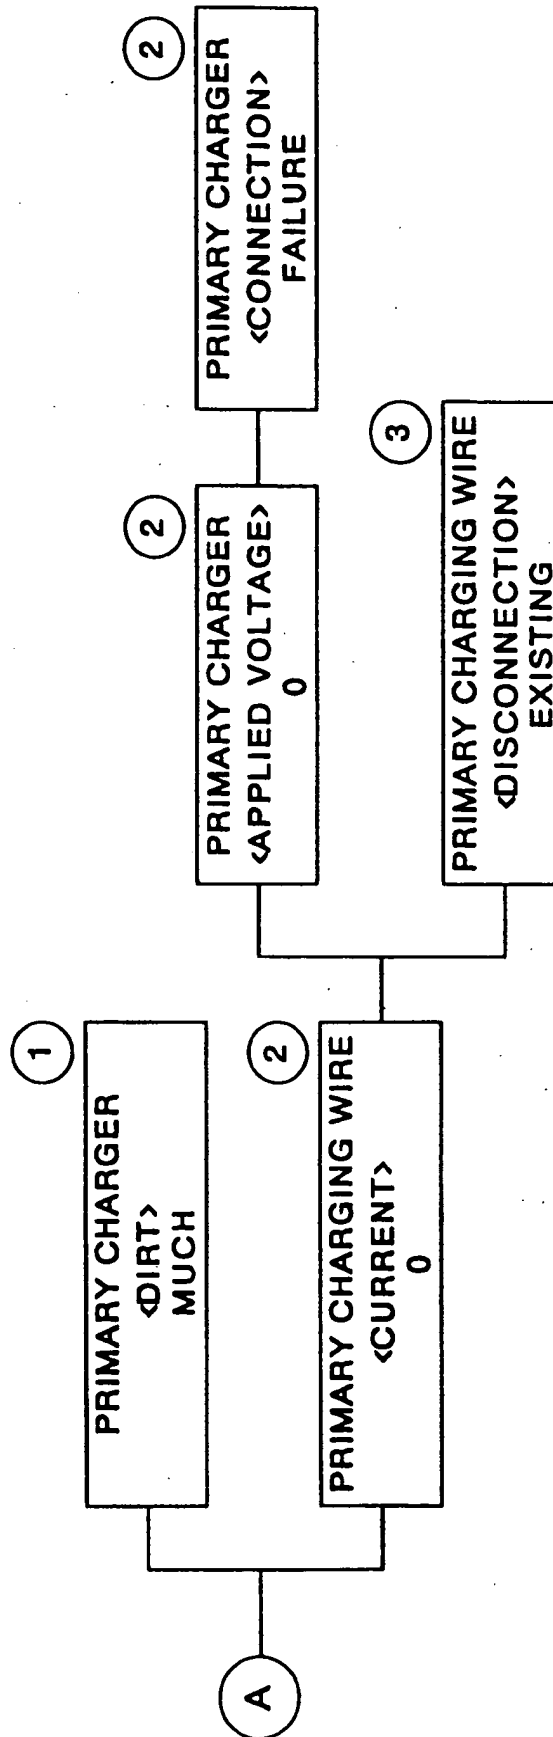 A
1
PRIMARY CHARGER
<DIRT>
MUCH
2
PRIMARY CHARGING WIRE
<CURRENT>
0
2
PRIMARY CHARGER
<APPLIED VOLTAGE>
0
3
PRIMARY CHARGING WIRE
<DISCONNECTION>
EXISTING
2
PRIMARY CHARGER
<CONNECTION>
FAILURE